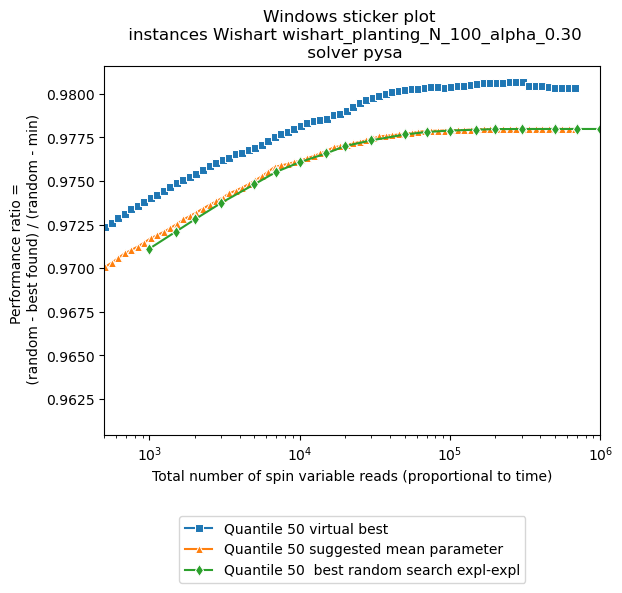 Windows sticker plot
instances Wishart wishart_planting_N_100_alpha_0.30
solver pysa
Performance ratio =
(random - best found) / (random - min)
0.9800
0.9775
0.9750
0.9725
0.9700
0.9675
0.9650
0.9625
10³
10⁴
10⁵
10⁶
Total number of spin variable reads (proportional to time)
Quantile 50 virtual best
Quantile 50 suggested mean parameter
Quantile 50  best random search expl-expl